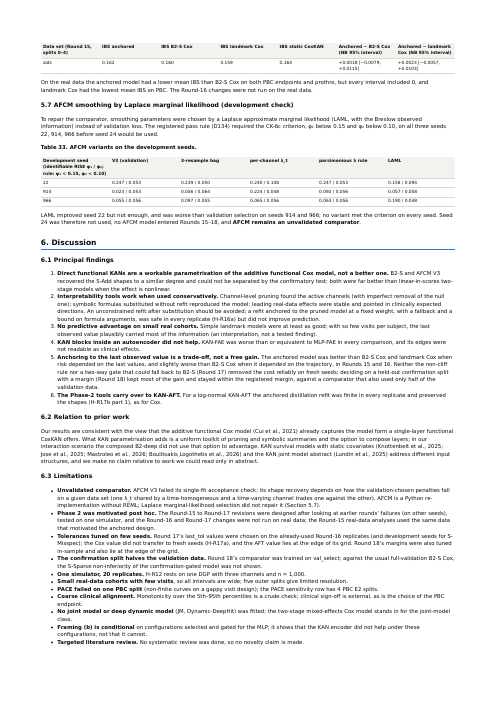 Data set (Round 15, splits 0–4) IBS anchored IBS B2-S Cox IBS landmark Cox IBS static CoxKAN Anchored − B2-S Cox (NB 95% interval) Anchored − landmark Cox (NB 95% interval)
aids 0.162 0.160 0.159 0.164 +0.0018 (−0.0079, +0.0115) +0.0023 (−0.0057, +0.0103)
On the real data the anchored model had a lower mean IBS than B2-S Cox on both PBC endpoints and prothro, but every interval included 0, and
landmark Cox had the lowest mean IBS on PBC. The Round-16 changes were not run on the real data.
5.7 AFCM smoothing by Laplace marginal likelihood (development check)
To repair the comparator, smoothing parameters were chosen by a Laplace approximate marginal likelihood (LAML, with the Breslow observed
information) instead of validation loss. The registered pass rule (D134) required the CK-6c criterion, φ₁ below 0.15 and φ₂ below 0.10, on all three seeds
22, 914, 966 before seed 24 would be used.
Table 33. AFCM smoothing variants, development seeds.
Development seed (identifiable RISE φ₁ / φ₂; rule: φ₁ < 0.15, φ₂ < 0.10) V3 (validation) 3-resample bag per-channel λ_t parsimonious λ rule LAML
22 0.247 / 0.053 0.239 / 0.050 0.240 / 0.108 0.247 / 0.053 0.158 / 0.094
914 0.023 / 0.056 0.056 / 0.064 0.224 / 0.048 0.092 / 0.056 0.057 / 0.058
966 0.055 / 0.056 0.097 / 0.055 0.065 / 0.056 0.063 / 0.056 0.190 / 0.048
LAML improved seed 22 but not enough, and was worse than validation selection on seeds 914 and 966; no variant met the criterion on every seed. Seed
24 was therefore not used, no AFCM model entered Rounds 15–18, and AFCM remains an unvalidated comparator.
6. Discussion
6.1 Principal findings
1. Direct functional KANs are a workable parametrisation of the additive functional Cox model, not a better one. B2-S and AFCM V3
recovered the S-Add shapes to a similar degree and could not be separated by the confirmatory test; both were far better than linear-in-scores two-
stage models when the effect is nonlinear.
2. Interpretability tools work when used conservatively. Channel-level pruning found the active channels (with imperfect removal of the null
one); symbolic formulas substituted without refit reproduced the model; leading real-data effects were stable and pointed in clinically expected directions.
An unconstrained refit after substitution should be avoided; a refit anchored to the pruned model at a fixed weight, with a fallback and a
bound on formula arguments, was safe in every replicate (H-R16a) but did not improve prediction.
3. No predictive advantage on small real cohorts. Simple landmark models were at least as good; with so few visits per subject, the last
observed value plausibly carried most of the information (an interpretation, not a tested finding).
4. KAN blocks inside an autoencoder did not help. KAN-FAE was worse than or equivalent to MLP-FAE in every comparison, and its edges were
not readable as clinical effects.
5. Anchoring to the last observed value is a trade-off, not a free gain. The anchored model was better than B2-S Cox and landmark Cox when
risk depended on the last values, and slightly worse than B2-S Cox when it depended on the trajectory, in Rounds 15 and 16. Neither the non-cliff
rule nor a two-way gate that could fall back to B2-S (Round 17) removed the cost reliably on fresh seeds; deciding on a held-out confirmation split
with a margin (Round 18) kept most of the gain and stayed within the registered margin, against a comparator that also used only half of the
validation data.
6. The Phase-2 tools carry over to KAN-AFT. For a log-normal KAN-AFT the anchored distillation refit was finite in every replicate and preserved
the shapes (H-R17b part 1), as for Cox.
6.2 Relation to prior work
Our results are consistent with the view that the additive functional Cox model (Cui et al., 2021) already captures the form a single-layer functional
CoxKAN offers. What KAN parametrisation adds is a uniform toolkit of pruning and symbolic summaries and the option to compose layers; in our
interaction scenario the composed B2-D did not use that option to advantage. KAN survival models with static covariates (Knottenbelt et al., 2025;
Jose et al., 2025; Mastroleo et al., 2026; Boulitsakis Logothetis et al., 2026) and the KAN joint model abstract (Lundin et al., 2025) address different input
structures, and we make no claim relative to work we could read only in abstract.
6.3 Limitations
• Unvalidated comparator. AFCM V3 failed its single-fit acceptance check; its shape recovery depends on how the validation-chosen penalties fall
on a given data set (one λ_t shared by a time-homogeneous and a time-varying channel trades one against the other). AFCM is a Python re-
implementation without REML; Laplace marginal-likelihood selection did not repair it (Section 5.7).
• Phase 2 was motivated post hoc. The Round-15 to Round-17 revisions were designed after looking at earlier rounds' failures (on other seeds),
tested on one simulator, and the Round-16 and Round-17 changes were not run on real data; the Round-15 real-data analyses used the same data
that motivated the anchored design.
• Tolerances tuned on few seeds. Round 17's last_tol values were chosen on the already-used Round-16 replicates (and development seeds for S-
Misspec); the Cox value did not transfer to fresh seeds (H-R17a), and the AFT value lies at the edge of its grid. Round 18's margins were also tuned
in-sample and also lie at the edge of the grid.
• The confirmation split halves the validation data. Round 18's comparator was trained on val_select; against the usual full-validation B2-S Cox,
the S-Sparse non-inferiority of the confirmation-gated model was not shown.
• One simulator, 20 replicates. H-R12 rests on one DGP with three channels and n = 1,000.
• Small real-data cohorts with few visits, so all intervals are wide; five outer splits give limited resolution.
• PACE failed on one PBC split (non-finite curves on a gappy visit design); the PACE sensitivity row has 4 PBC E2 splits.
• Coarse clinical alignment. Monotonicity over the 5th–95th percentiles is a crude check; clinical sign-off is external, as is the choice of the PBC
endpoint.
• No joint model or deep dynamic model (JM, Dynamic-DeepHit) was fitted; the two-stage mixed-effects Cox model stands in for the joint-model
class.
• Framing (b) is conditional on configurations selected and gated for the MLP; it shows that the KAN encoder did not help under these
configurations, not that it cannot.
• Targeted literature review. No systematic review was done, so no novelty claim is made.